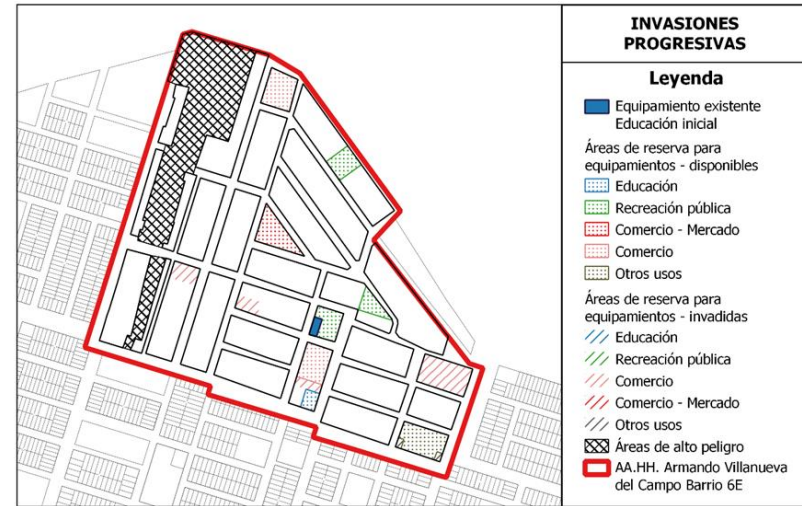 INVASIONES
PROGRESIVAS
Leyenda
Equipamiento existente
Educación inicial
Áreas de reserva para
equipamientos - disponibles
Educación
Recreación pública
Comercio - Mercado
Comercio
Otros usos
Áreas de reserva para
equipamientos - invadidas
Educación
Recreación pública
Comercio
Comercio - Mercado
Otros usos
Áreas de alto peligro
AA.HH. Armando Villanueva
del Campo Barrio 6E